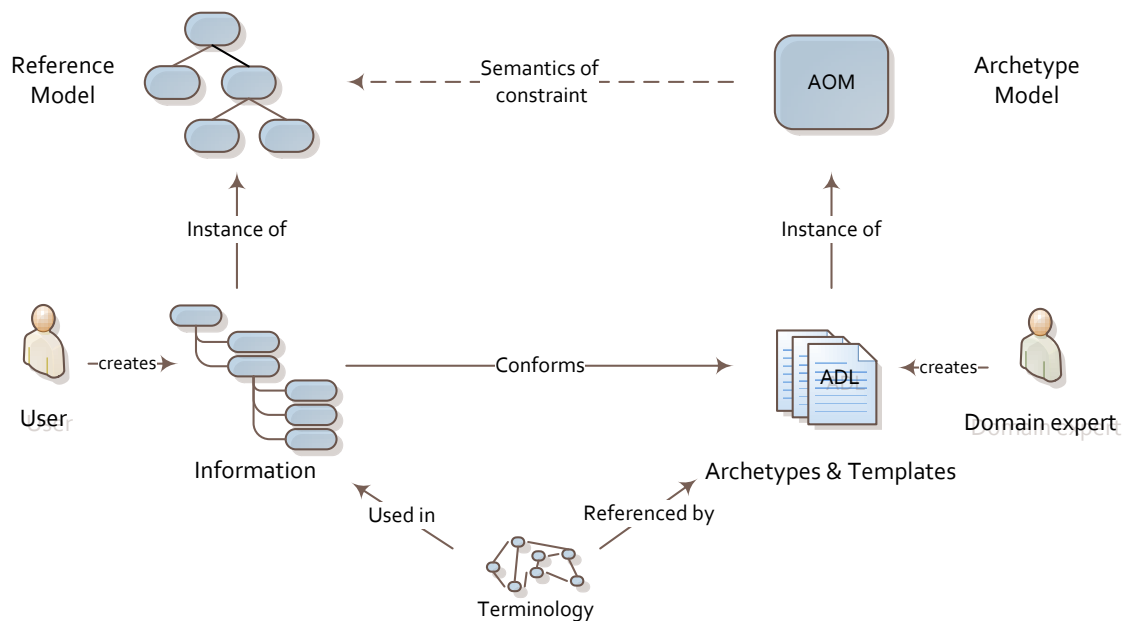 Reference
Model
Semantics of
constraint
AOM
Archetype
Model
Instance of
Instance of
creates
Conforms
ADL
creates
User
Domain expert
Information
Archetypes & Templates
Used in
Referenced by
Terminology